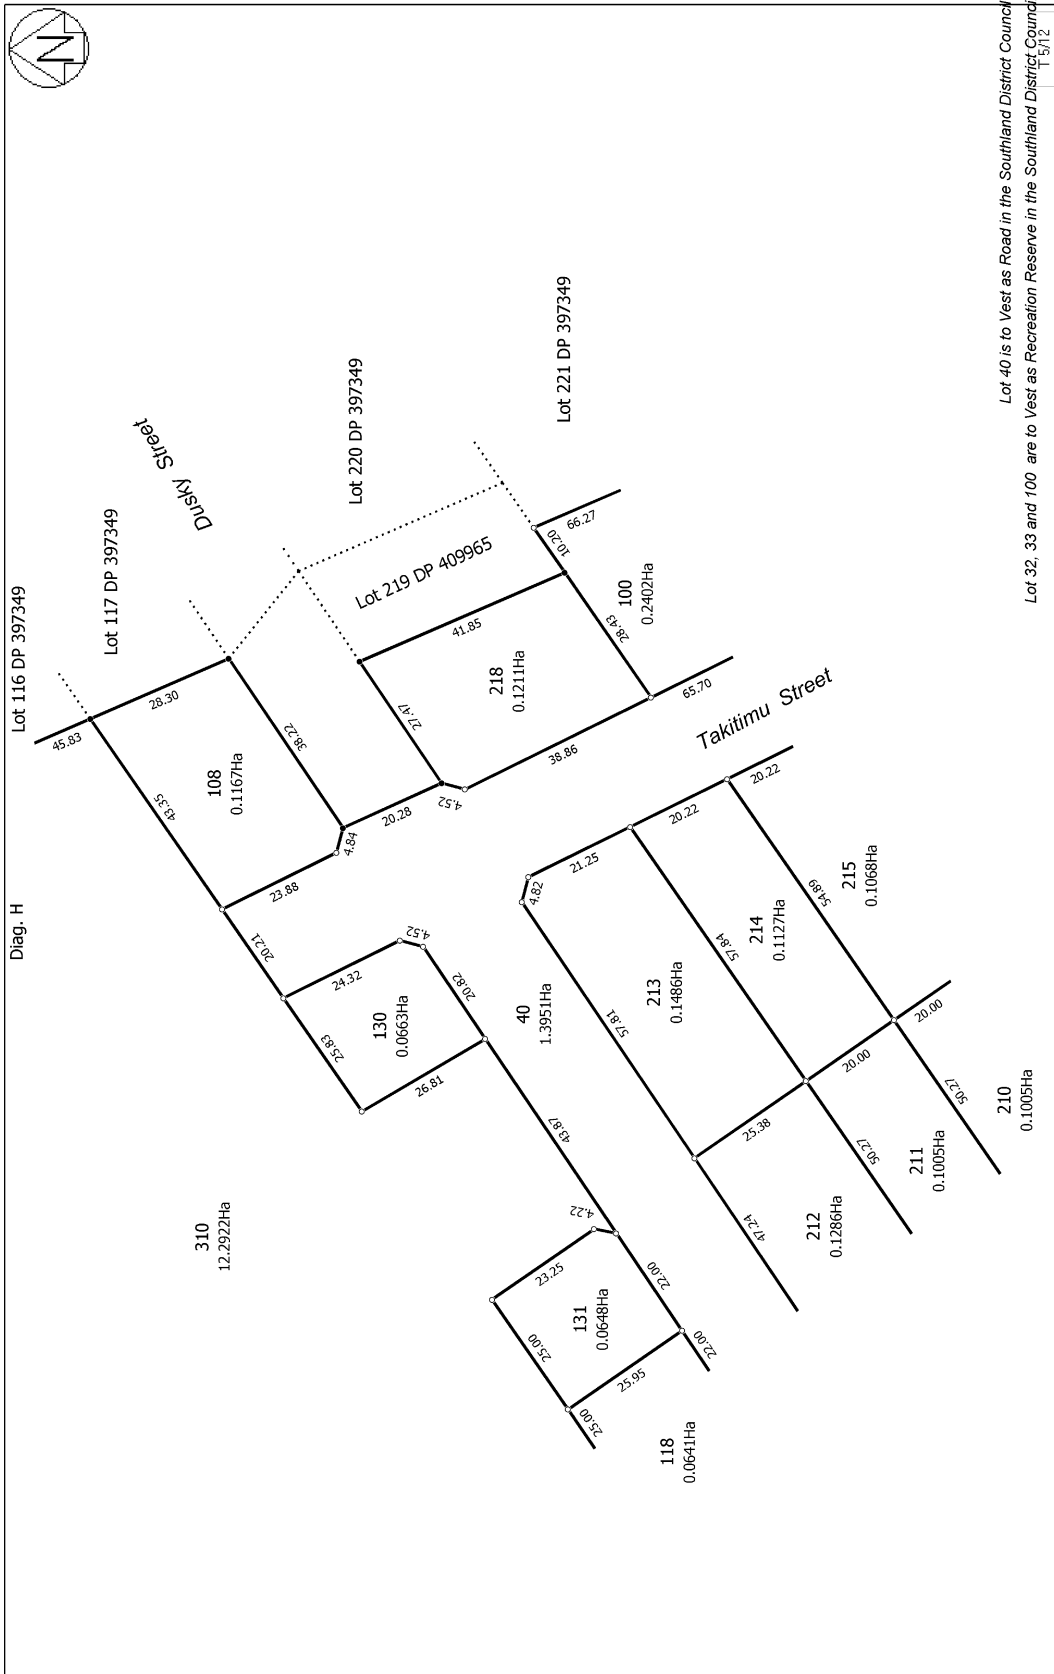 N
Diag. H
Lot 116 DP 397349
Lot 117 DP 397349
Dusky Street
Lot 220 DP 397349
Lot 221 DP 397349
Lot 219 DP 409965
45.83
28.30
43.35
38.22
108
0.1167Ha
23.88
4.84
20.28
27.47
41.85
218
0.1211Ha
4.52
38.86
28.43
10.20
66.27
100
0.2402Ha
65.70
Takitimu Street
20.21
24.32
4.52
20.82
25.83
130
0.0663Ha
26.81
43.87
40
1.3951Ha
4.82
21.25
20.22
20.22
57.81
213
0.1486Ha
57.84
214
0.1127Ha
54.89
215
0.1068Ha
25.38
20.00
20.00
310
12.2922Ha
4.22
23.25
22.00
131
0.0648Ha
25.00
25.95
22.00
25.00
118
0.0641Ha
47.24
212
0.1286Ha
50.27
211
0.1005Ha
50.27
210
0.1005Ha
Lot 40 is to Vest as Road in the Southland District Council
Lot 32, 33 and 100 are to Vest as Recreation Reserve in the Southland District Council
T 5/12